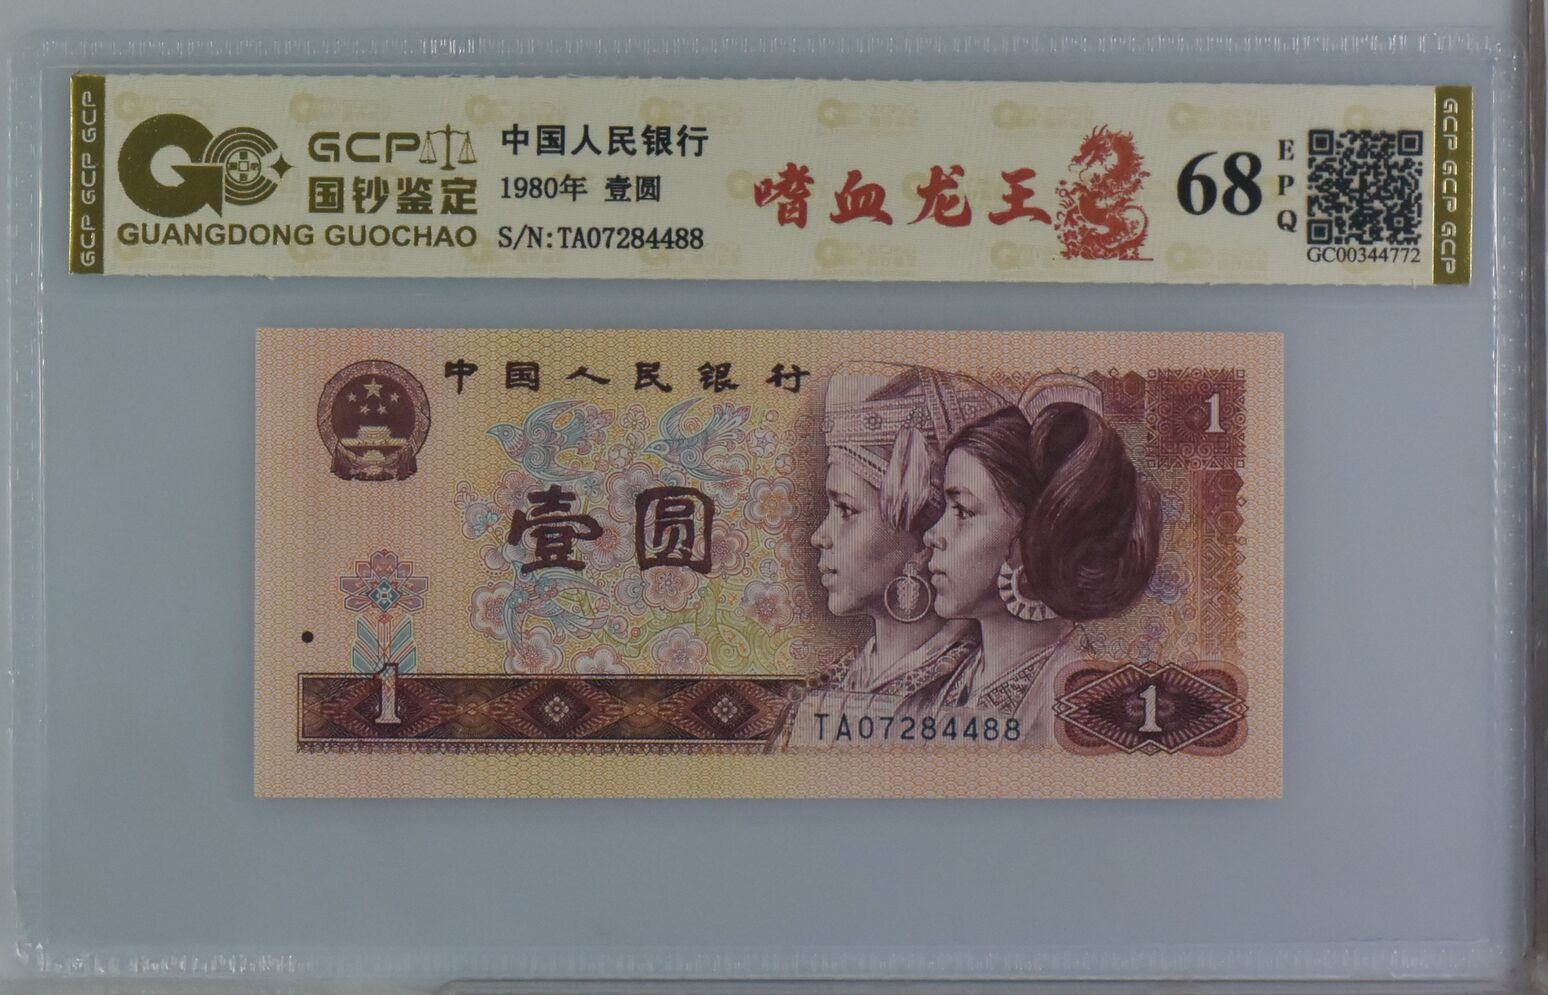 GCP GCP GCP
GCP
国钞鉴定
GUANGDONG GUOCHAO
中国人民银行
1980年 壹圆
S/N:TA07284488
嗜血龙王
68
EPQ
GC00344772
GCP GCP GCP
中国人民银行
1
壹圆
1
TA07284488
1